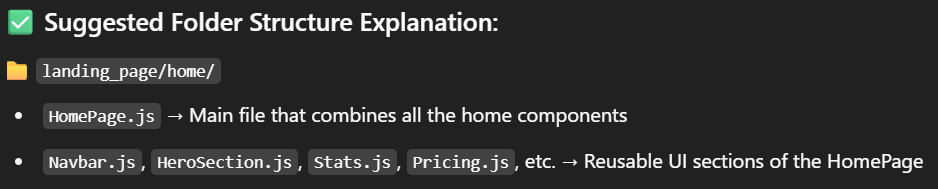 ✅ Suggested Folder Structure Explanation:
📁 landing_page/home/
• HomePage.js → Main file that combines all the home components
• Navbar.js, HeroSection.js, Stats.js, Pricing.js, etc. → Reusable UI sections of the HomePage